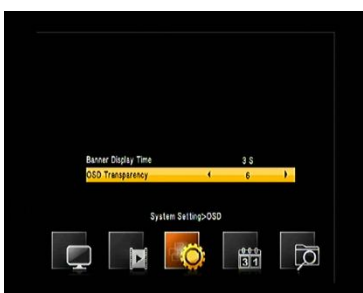 Banner Display Time 3 S
OSD Transparency 6
System Setting>OSD
31